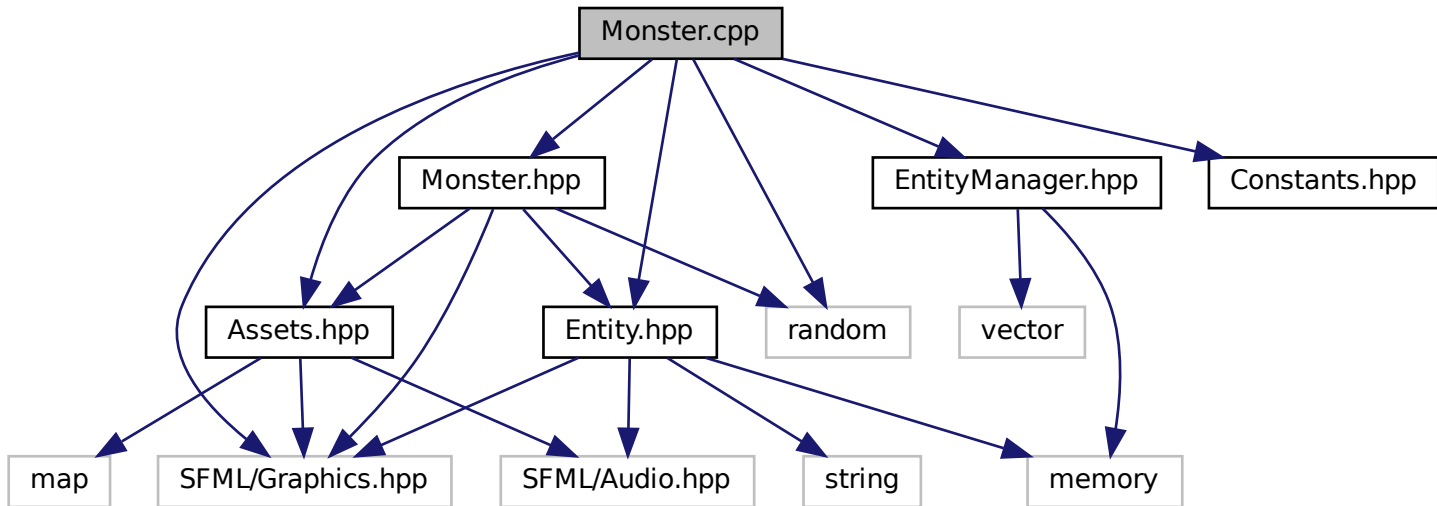 Monster.cpp
Monster.hpp
EntityManager.hpp
Constants.hpp
Assets.hpp
Entity.hpp
random
vector
map
SFML/Graphics.hpp
SFML/Audio.hpp
string
memory